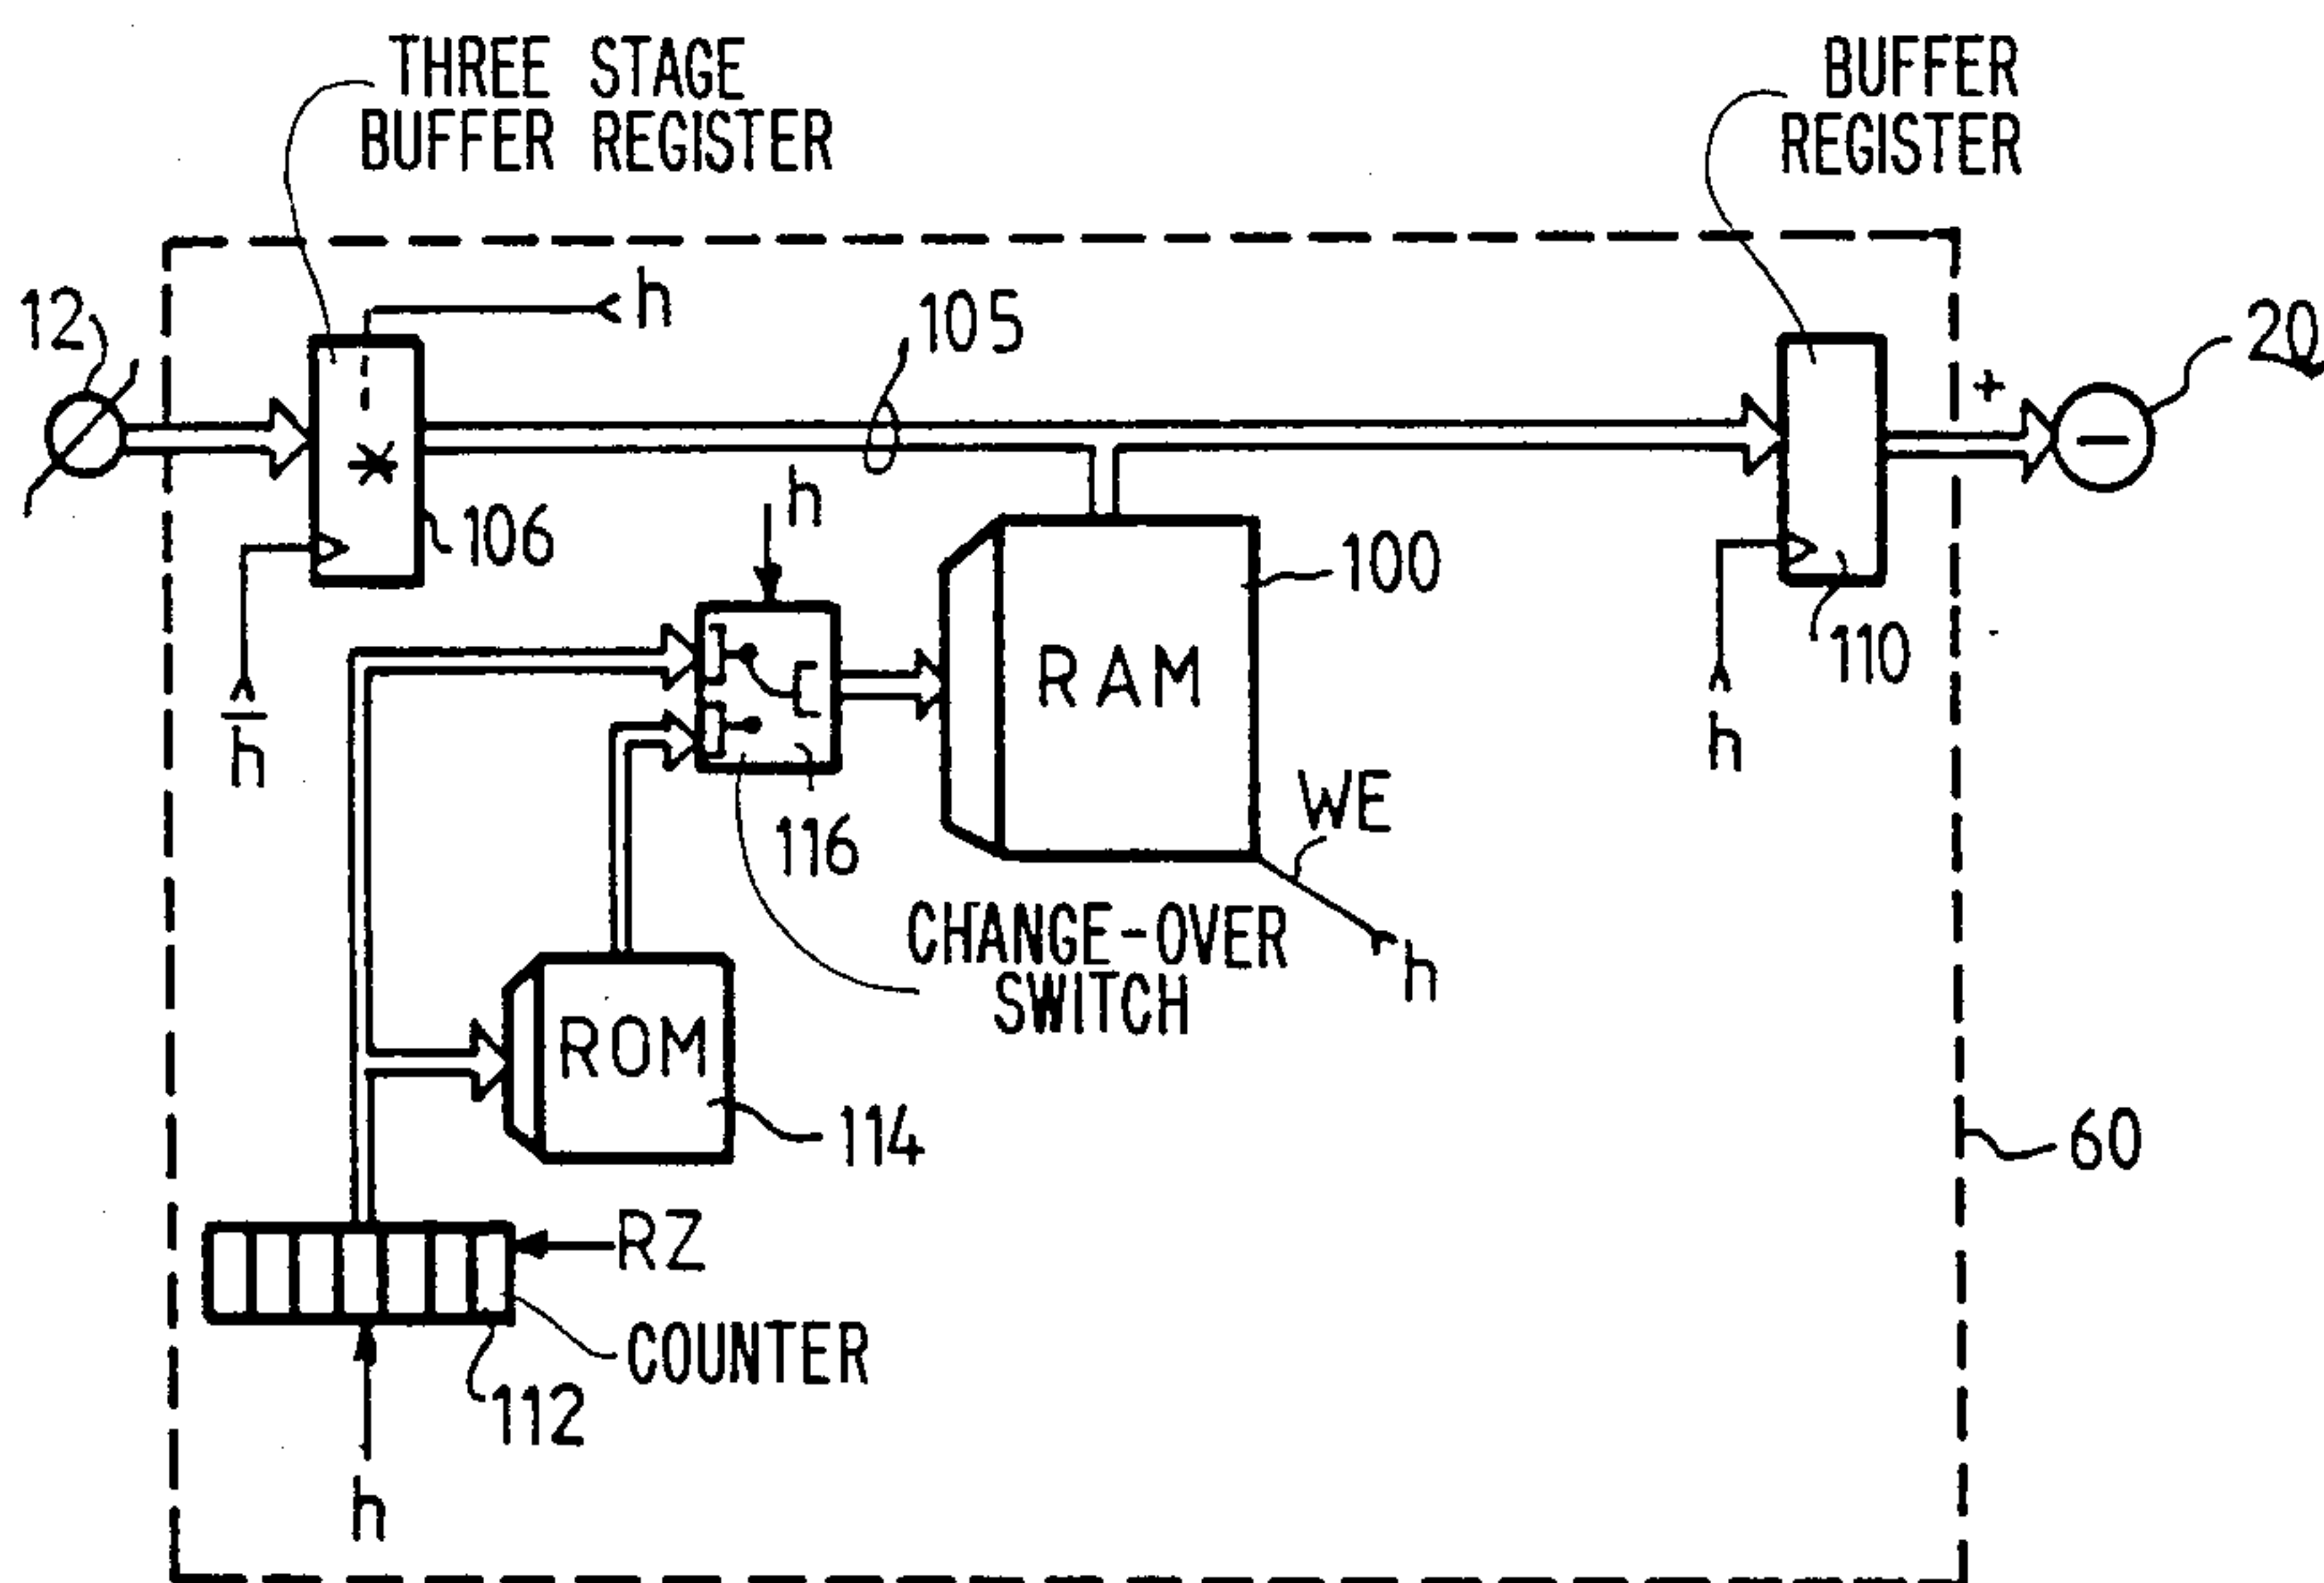 THREE STAGE
BUFFER REGISTER
BUFFER
REGISTER
12
h
105
20
+
−
*
106
h
100
110
h̅
h
RAM
116
WE
CHANGE-OVER
SWITCH
h
ROM
114
60
RZ
COUNTER
112
h